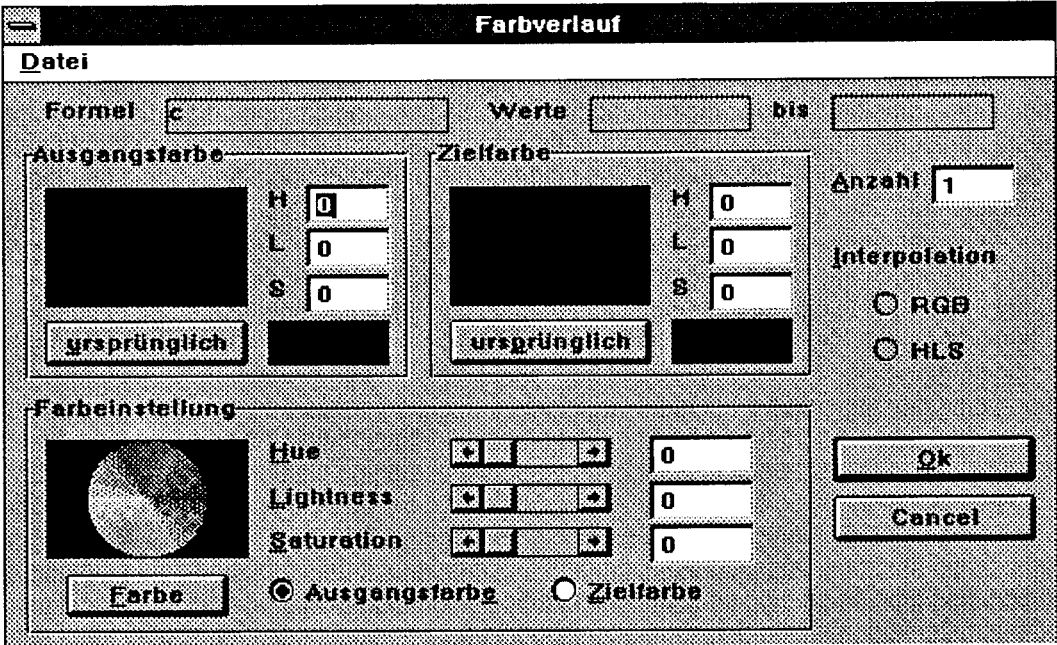 Farbverlauf
Datei
Formel c Werte bis
Ausgangsfarbe
H 0
L 0
S 0
ursprünglich
Zielfarbe
H 0
L 0
S 0
ursprünglich
Anzahl 1
Interpolation
RGB
HLS
Farbeinstellung
Hue 0
Lightness 0
Saturation 0
Farbe Ausgangsfarbe Zielfarbe
Ok
Cancel